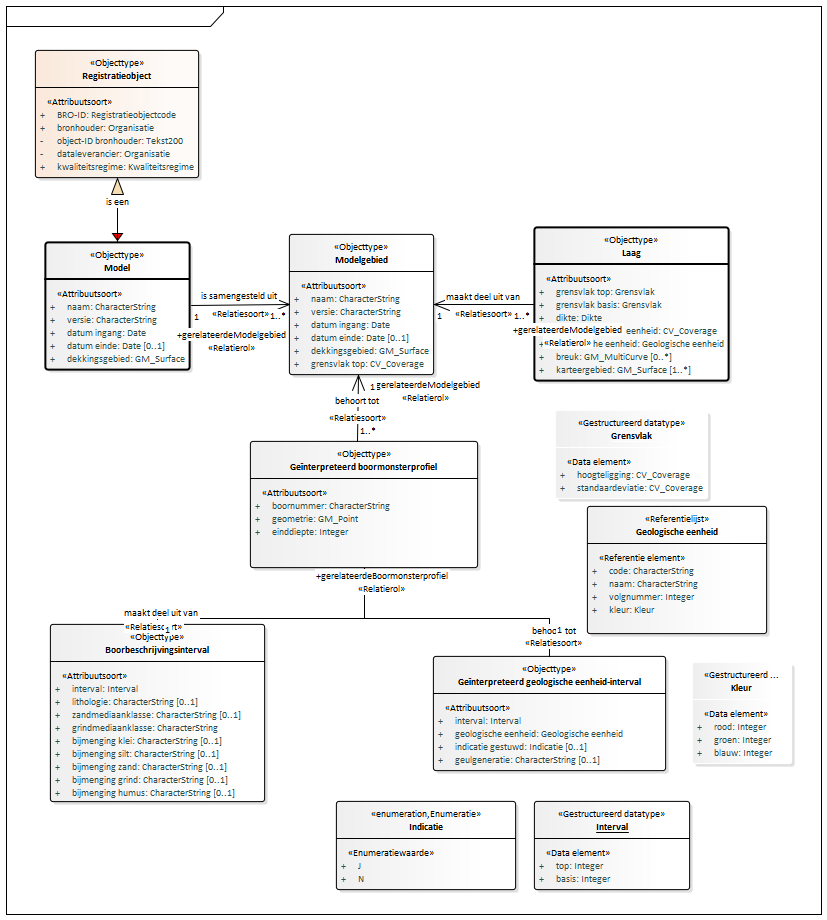 «Objecttype»
Registratieobject
«Attribuutsoort»
+ BRO-ID: Registratieobjectcode
+ bronhouder: Organisatie
- object-ID bronhouder: Tekst200
- dataleverancier: Organisatie
+ kwaliteitsregime: Kwaliteitsregime
is een
«Objecttype»
Model
«Attribuutsoort»
+ naam: CharacterString
+ versie: CharacterString
+ datum ingang: Date
+ datum einde: Date [0..1]
+ dekkingsgebied: GM_Surface
is samengesteld uit
1 «Relatiesoort» 1..*
+gerelateerdeModelgebied
«Relatierol»
«Objecttype»
Modelgebied
«Attribuutsoort»
+ naam: CharacterString
+ versie: CharacterString
+ datum ingang: Date
+ datum einde: Date [0..1]
+ dekkingsgebied: GM_Surface
+ grensvlak top: CV_Coverage
maakt deel uit van
1 «Relatiesoort» 1..*
+gerelateerdeModelgebied
«Relatierol»
«Objecttype»
Laag
«Attribuutsoort»
+ grensvlak top: Grensvlak
+ grensvlak basis: Grensvlak
+ dikte: Dikte
eenheid: CV_Coverage
+ he eenheid: Geologische eenheid
+ breuk: GM_MultiCurve [0..*]
+ karteergebied: GM_Surface [1..*]
1 gerelateerdeModelgebied
«Relatierol»
behoort tot
«Relatiesoort»
1..*
«Objecttype»
Geïnterpreteerd boormonsterprofiel
«Attribuutsoort»
+ boornummer: CharacterString
+ geometrie: GM_Point
+ einddiepte: Integer
«Gestructureerd datatype»
Grensvlak
«Data element»
+ hoogteligging: CV_Coverage
+ standaardeviatie: CV_Coverage
«Referentielijst»
Geologische eenheid
«Referentie element»
+ code: CharacterString
+ naam: CharacterString
+ volgnummer: Integer
+ kleur: Kleur
+gerelateerdeBoormonsterprofiel
«Relatierol»
maakt deel uit van
1
«Objecttype»
Boorbeschrijvingsinterval
«Attribuutsoort»
+ interval: Interval
+ lithologie: CharacterString [0..1]
+ zandmediaanklasse: CharacterString [0..1]
+ grindmediaanklasse: CharacterString
+ bijmenging klei: CharacterString [0..1]
+ bijmenging silt: CharacterString [0..1]
+ bijmenging zand: CharacterString [0..1]
+ bijmenging grind: CharacterString [0..1]
+ bijmenging humus: CharacterString [0..1]
1 tot
«Relatiesoort»
«Objecttype»
Geïnterpreteerd geologische eenheid-interval
«Attribuutsoort»
+ interval: Interval
+ geologische eenheid: Geologische eenheid
+ indicatie gestuwd: Indicatie [0..1]
+ geulgeneratie: CharacterString [0..1]
«Gestructureerd ...
Kleur
«Data element»
+ rood: Integer
+ groen: Integer
+ blauw: Integer
«enumeration,Enumeratie»
Indicatie
«Enumeratiewaarde»
+ J
+ N
«Gestructureerd datatype»
Interval
«Data element»
+ top: Integer
+ basis: Integer